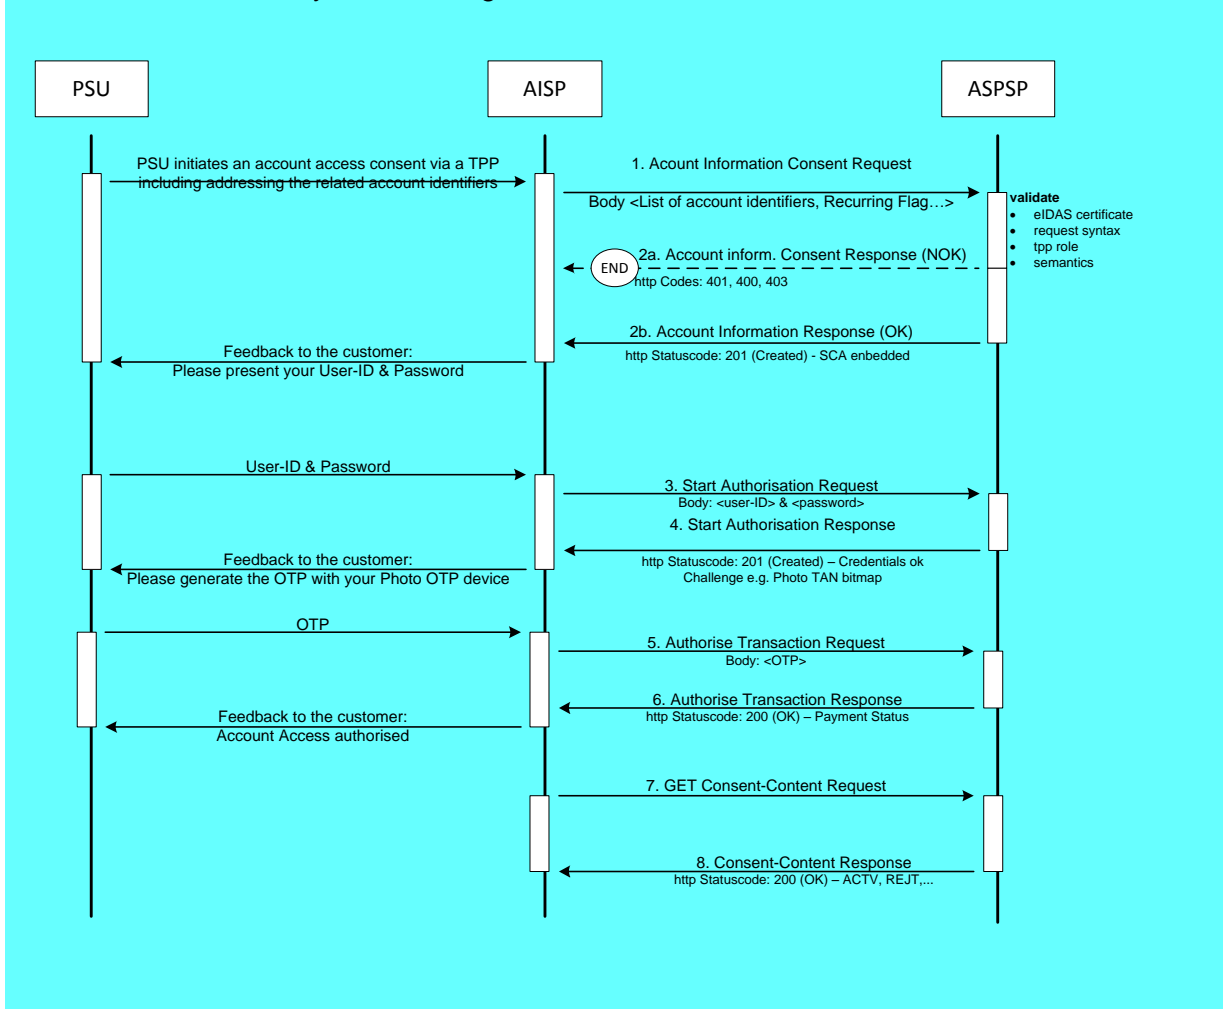 PSU
AISP
ASPSP
PSU initiates an account access consent via a TPP
including addressing the related account identifiers
1. Acount Information Consent Request
Body <List of account identifiers, Recurring Flag…>
validate
• eIDAS certificate
• request syntax
• tpp role
• semantics
2a. Account inform. Consent Response (NOK)
END
http Codes: 401, 400, 403
2b. Account Information Response (OK)
http Statuscode: 201 (Created) - SCA enbedded
Feedback to the customer:
Please present your User-ID & Password
User-ID & Password
3. Start Authorisation Request
Body: <user-ID> & <password>
4. Start Authorisation Response
http Statuscode: 201 (Created) – Credentials ok
Challenge e.g. Photo TAN bitmap
Feedback to the customer:
Please generate the OTP with your Photo OTP device
OTP
5. Authorise Transaction Request
Body: <OTP>
6. Authorise Transaction Response
http Statuscode: 200 (OK) – Payment Status
Feedback to the customer:
Account Access authorised
7. GET Consent-Content Request
8. Consent-Content Response
http Statuscode: 200 (OK) – ACTV, REJT,...